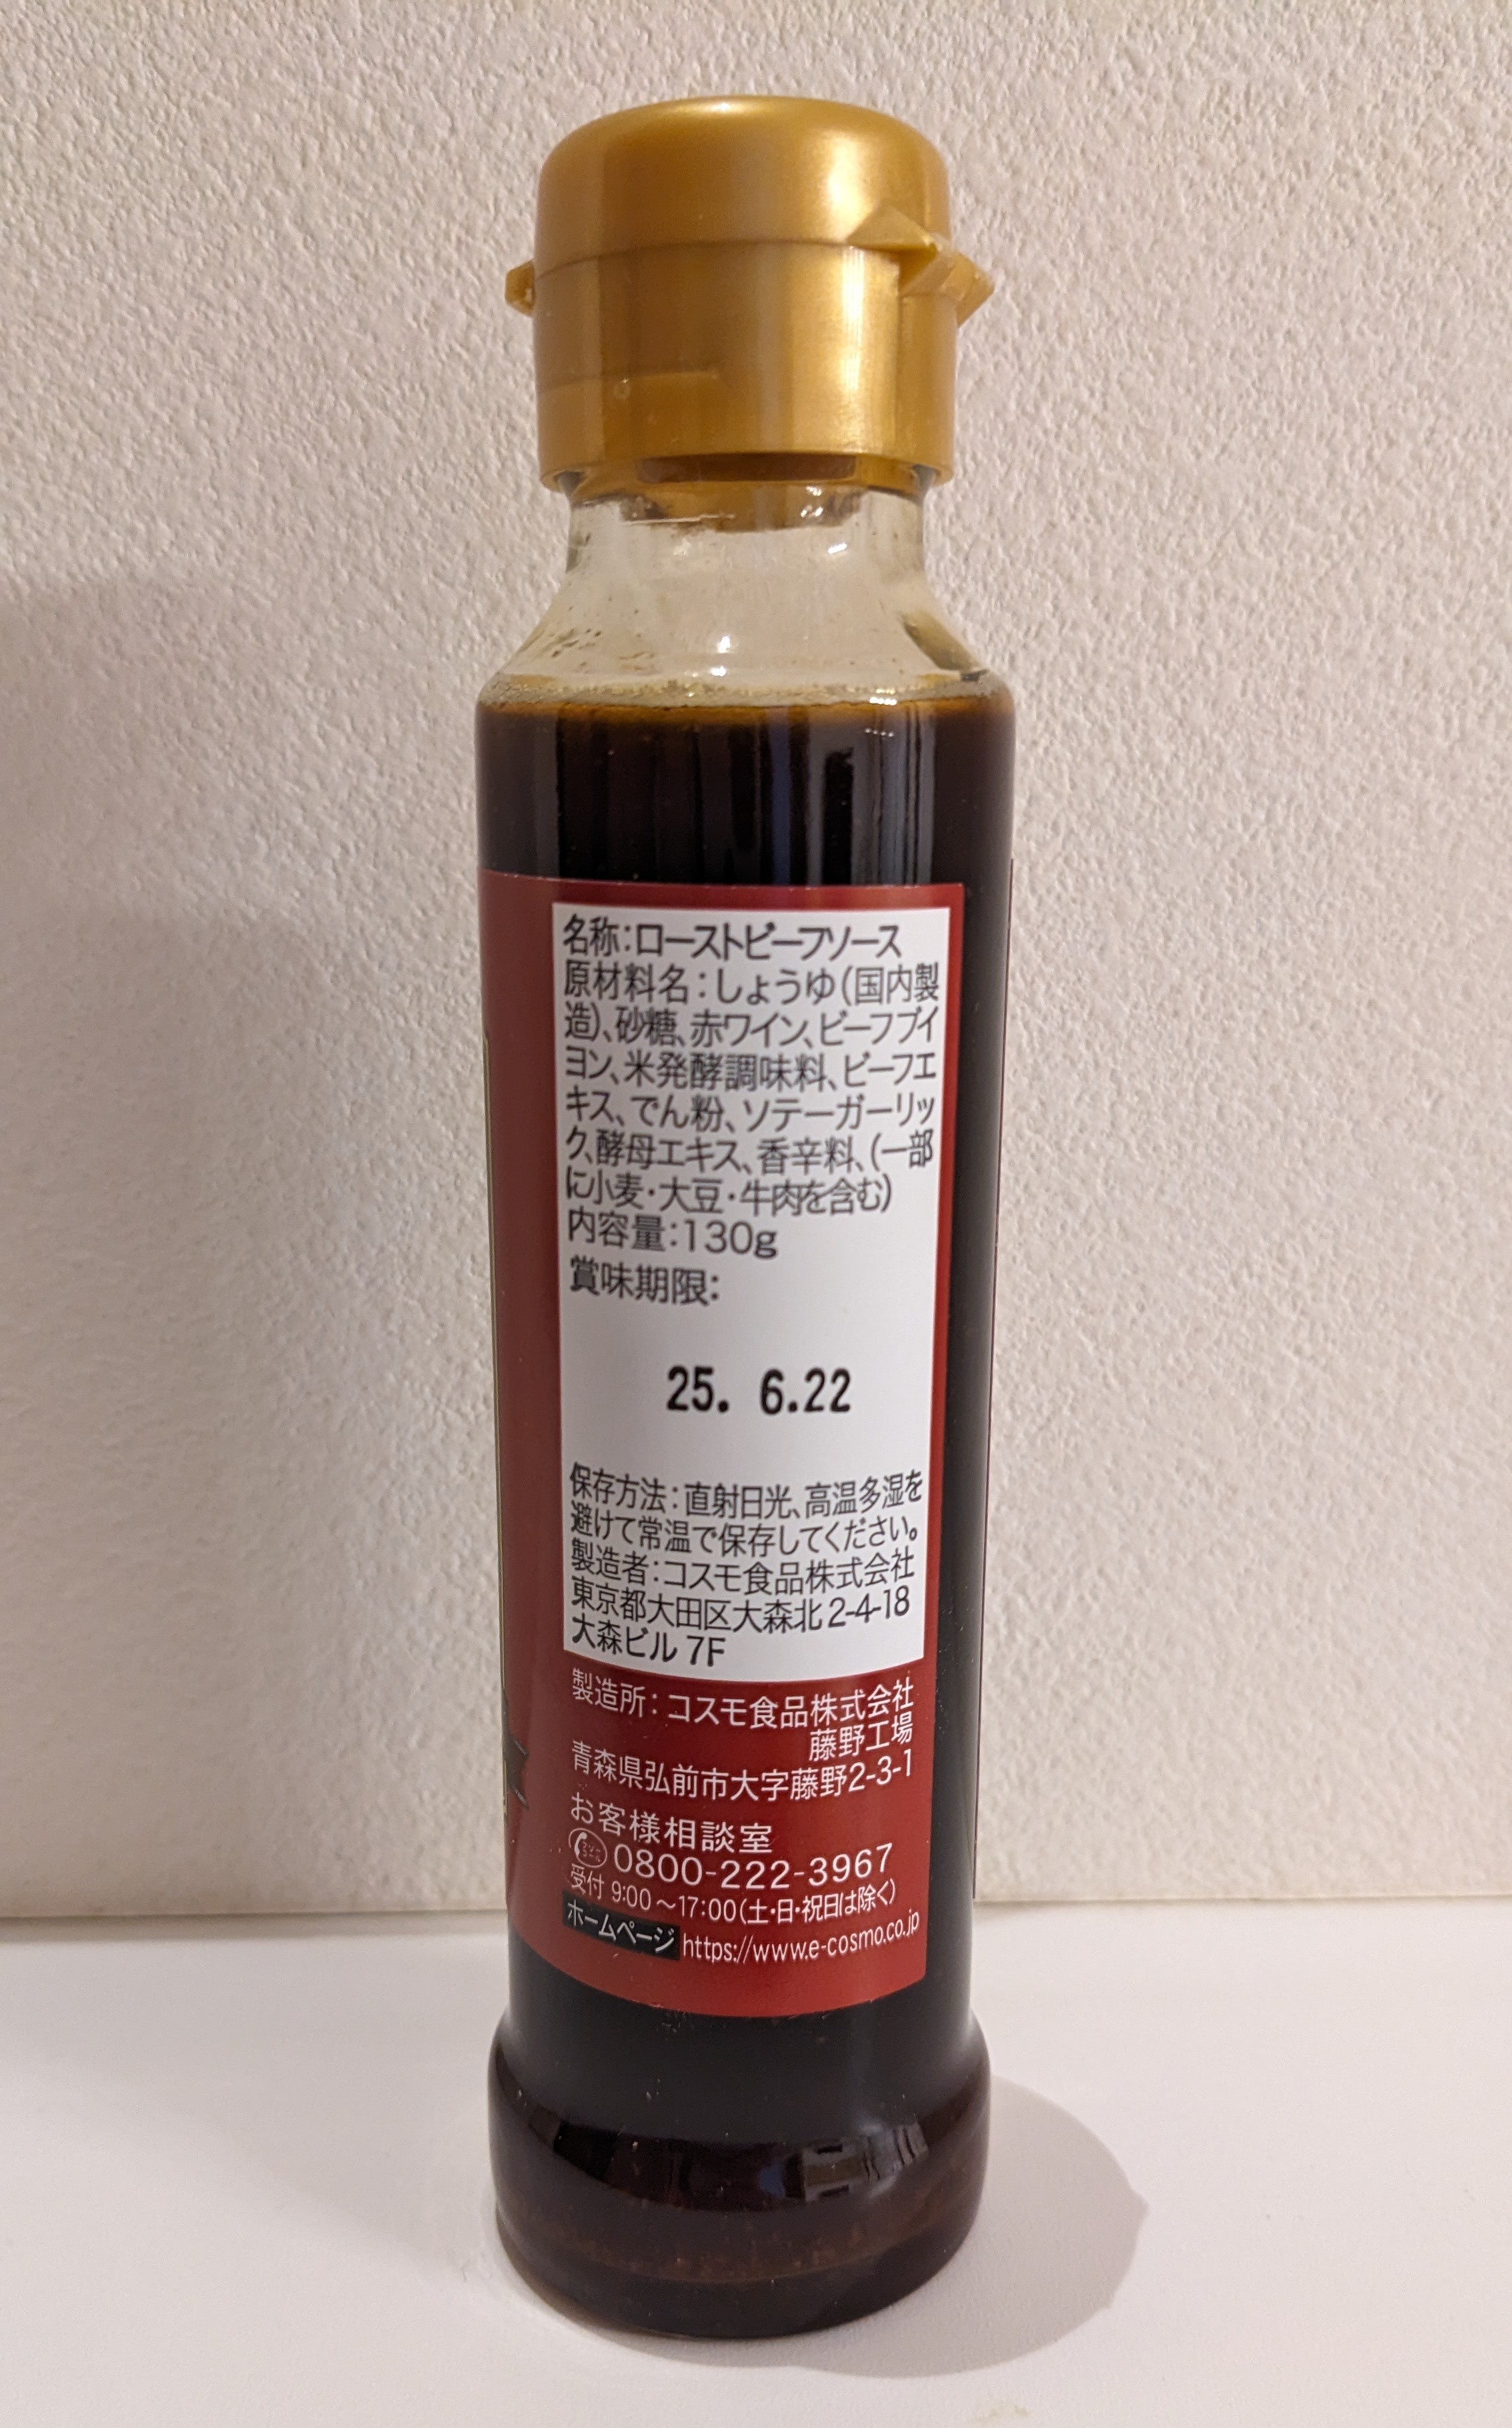 名称:ローストビーフソース
原材料名:しょうゆ(国内製
造)、砂糖、赤ワイン、ビーフブイ
ヨン、米発酵調味料、ビーフエ
キス、でん粉、ソテーガーリッ
ク、酵母エキス、香辛料、(一部
に小麦・大豆・牛肉を含む)
内容量:130g
賞味期限:
25. 6.22
保存方法:直射日光、高温多湿を
避けて常温で保存してください。
製造者:コスモ食品株式会社
東京都大田区大森北2-4-18
大森ビル 7F
製造所:コスモ食品株式会社
藤野工場
青森県弘前市大字藤野2-3-1
お客様相談室
0800-222-3967
受付 9:00～17:00(土・日・祝日は除く)
ホームページ https://www.e-cosmo.co.jp